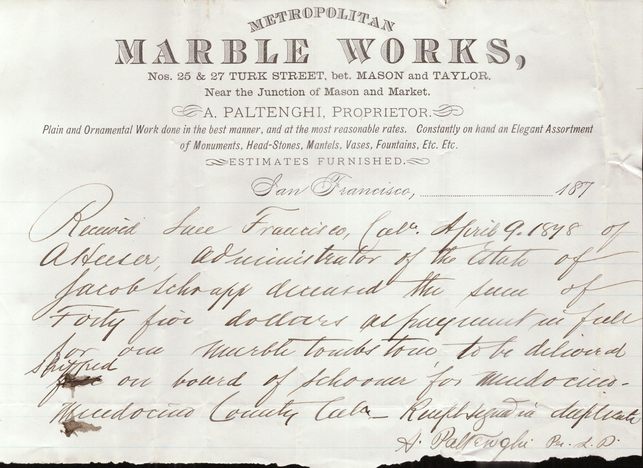 METROPOLITAN
MARBLE WORKS,
Nos. 25 & 27 TURK STREET, bet. MASON and TAYLOR.
Near the Junction of Mason and Market.
A. PALTENGHI, PROPRIETOR.
Plain and Ornamental Work done in the best manner, and at the most reasonable rates. Constantly on hand an Elegant Assortment
of Monuments, Head-Stones, Mantels, Vases, Fountains, Etc. Etc.
ESTIMATES FURNISHED.
San Francisco, 187
Received San Francisco, Cala. April 9. 1878 of
A Heeser, Administrator of the Estate of
Jacob Schrapp deceased the sum of
Forty five dollars as payment in full
for one marble tombstone to be delivered
shipped
on board of schooner for Mendocino-
Mendocino County Cala - Receipt signed in duplicate
A. Paltenghi